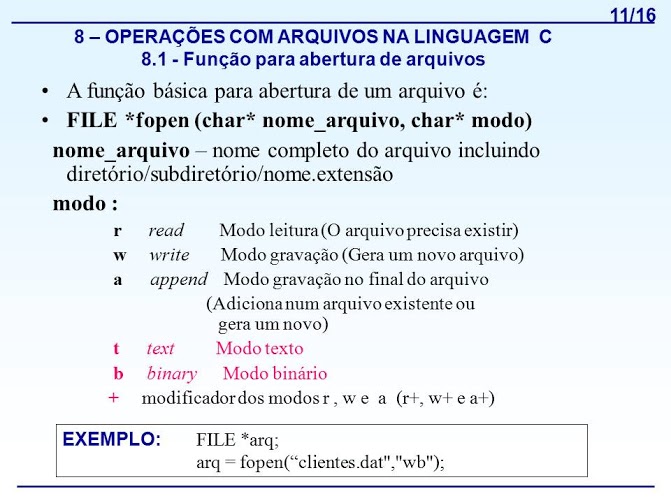 11/16
8 – OPERAÇÕES COM ARQUIVOS NA LINGUAGEM C
8.1 - Função para abertura de arquivos
• A função básica para abertura de um arquivo é:
• FILE *fopen (char* nome_arquivo, char* modo)
nome_arquivo – nome completo do arquivo incluindo
diretório/subdiretório/nome.extensão
modo :
r read Modo leitura (O arquivo precisa existir)
w write Modo gravação (Gera um novo arquivo)
a append Modo gravação no final do arquivo
(Adiciona num arquivo existente ou
gera um novo)
t text Modo texto
b binary Modo binário
+ modificador dos modos r , w e a (r+, w+ e a+)
EXEMPLO: FILE *arq;
arq = fopen(“clientes.dat","wb");